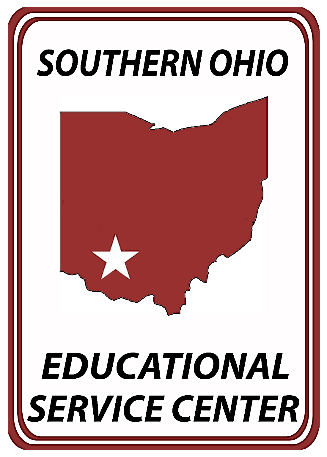 SOUTHERN OHIO
EDUCATIONAL
SERVICE CENTER